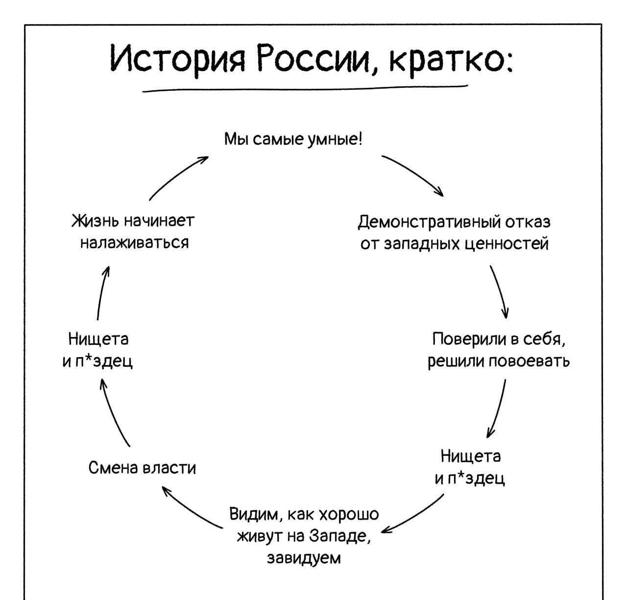 История России, кратко:
Мы самые умные!
Демонстративный отказ
от западных ценностей
Поверили в себя,
решили повоевать
Нищета
и п*здец
Видим, как хорошо
живут на Западе,
завидуем
Смена власти
Нищета
и п*здец
Жизнь начинает
налаживаться